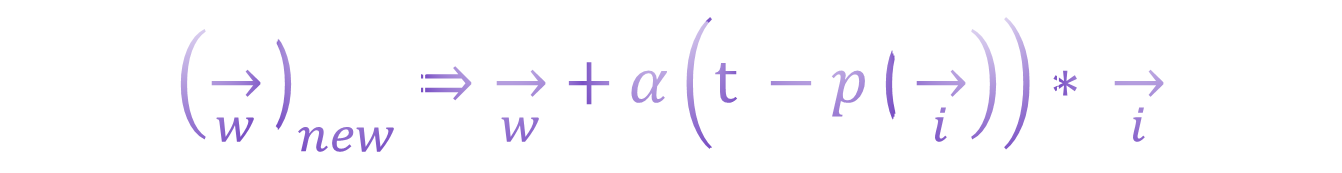 (→w)new ⇒ →w + α(t − p(→i)) * →i